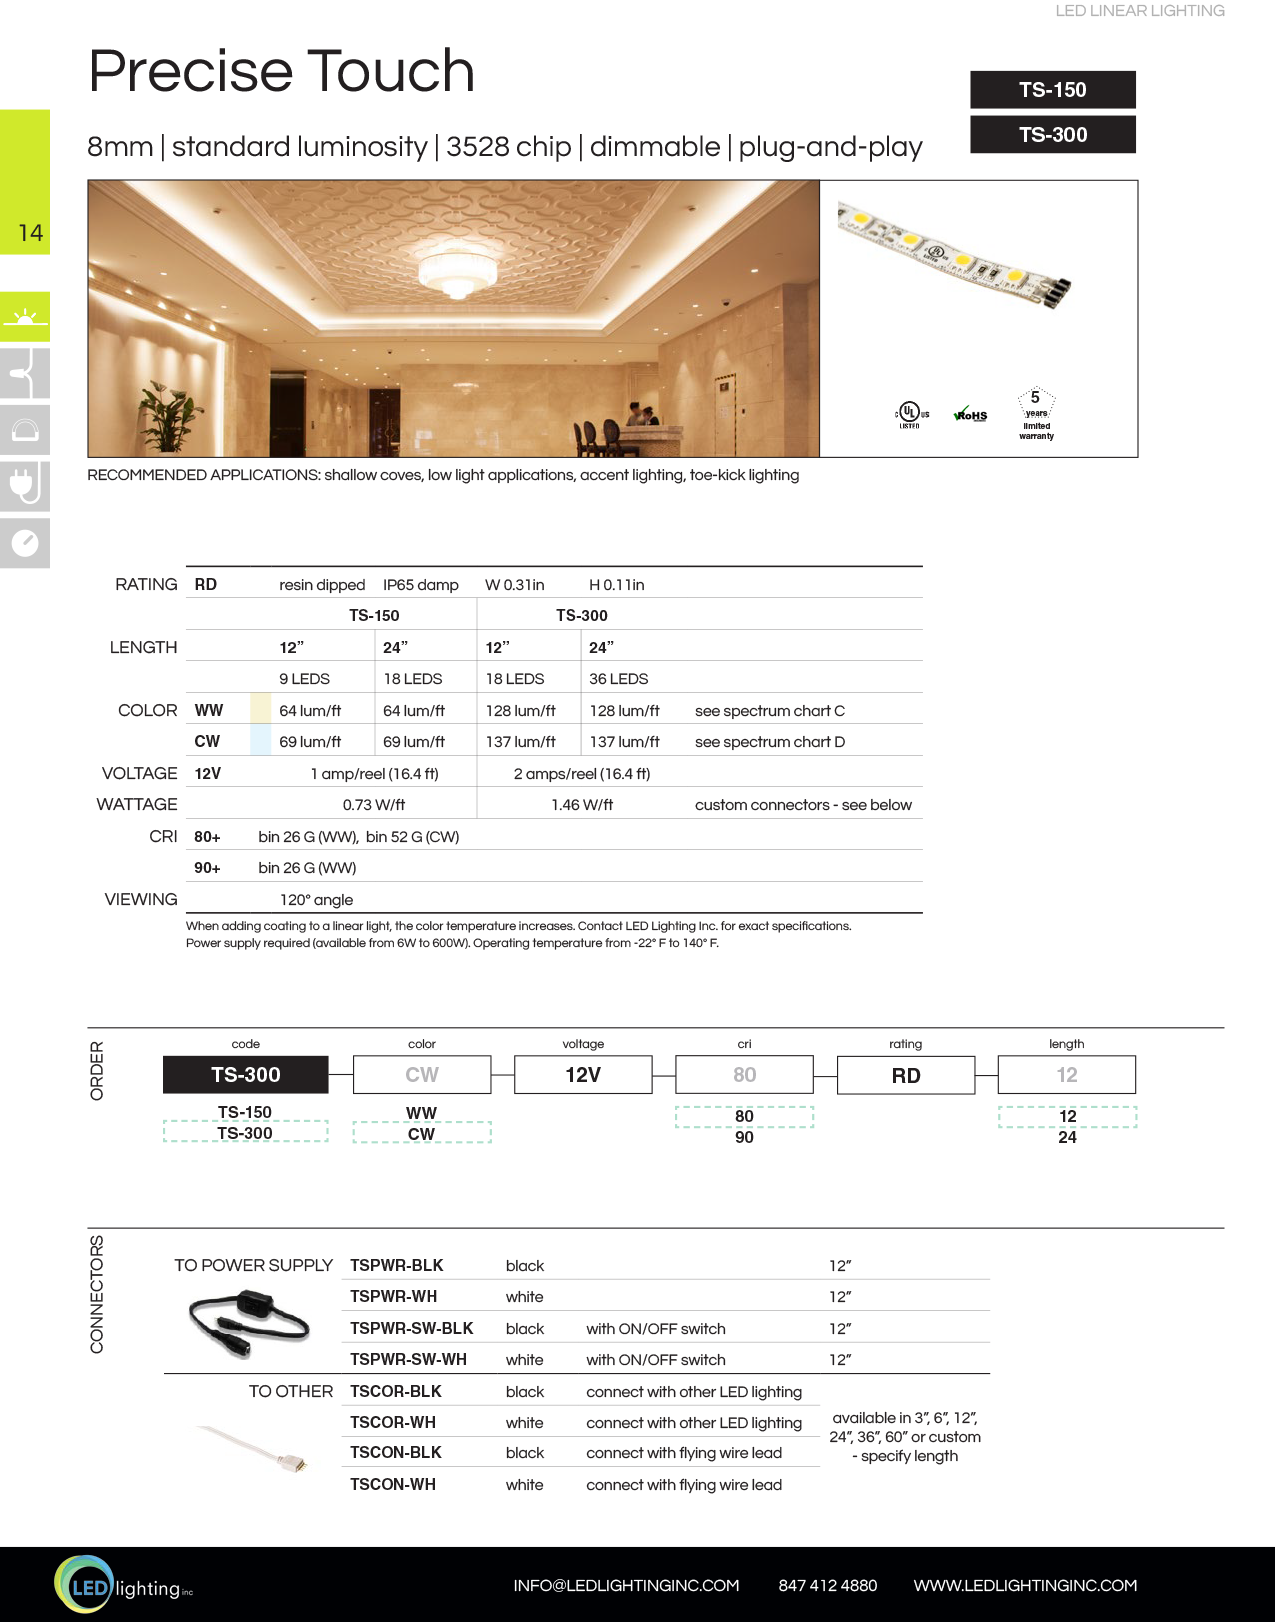 LED LINEAR LIGHTING
Precise Touch
TS-150
TS-300
8mm | standard luminosity | 3528 chip | dimmable | plug-and-play
14
C UL US
LISTED
RoHS
5
years
limited
warranty
RECOMMENDED APPLICATIONS: shallow coves, low light applications, accent lighting, toe-kick lighting
RATING RD resin dipped IP65 damp W 0.31in H 0.11in
TS-150 TS-300
LENGTH 12” 24” 12” 24”
9 LEDS 18 LEDS 18 LEDS 36 LEDS
COLOR WW 64 lum/ft 64 lum/ft 128 lum/ft 128 lum/ft see spectrum chart C
CW 69 lum/ft 69 lum/ft 137 lum/ft 137 lum/ft see spectrum chart D
VOLTAGE 12V 1 amp/reel (16.4 ft) 2 amps/reel (16.4 ft)
WATTAGE 0.73 W/ft 1.46 W/ft custom connectors - see below
CRI 80+ bin 26 G (WW), bin 52 G (CW)
90+ bin 26 G (WW)
VIEWING 120° angle
When adding coating to a linear light, the color temperature increases. Contact LED Lighting Inc. for exact specifications.
Power supply required (available from 6W to 600W). Operating temperature from -22° F to 140° F.
ORDER
code color voltage cri rating length
TS-300 CW 12V 80 RD 12
TS-150 WW 80 12
TS-300 CW 90 24
CONNECTORS
TO POWER SUPPLY TSPWR-BLK black 12”
TSPWR-WH white 12”
TSPWR-SW-BLK black with ON/OFF switch 12”
TSPWR-SW-WH white with ON/OFF switch 12”
TO OTHER TSCOR-BLK black connect with other LED lighting
TSCOR-WH white connect with other LED lighting
TSCON-BLK black connect with flying wire lead
TSCON-WH white connect with flying wire lead
available in 3”, 6”, 12”,
24”, 36”, 60” or custom
- specify length
LED lighting inc
INFO@LEDLIGHTINGINC.COM 847 412 4880 WWW.LEDLIGHTINGINC.COM